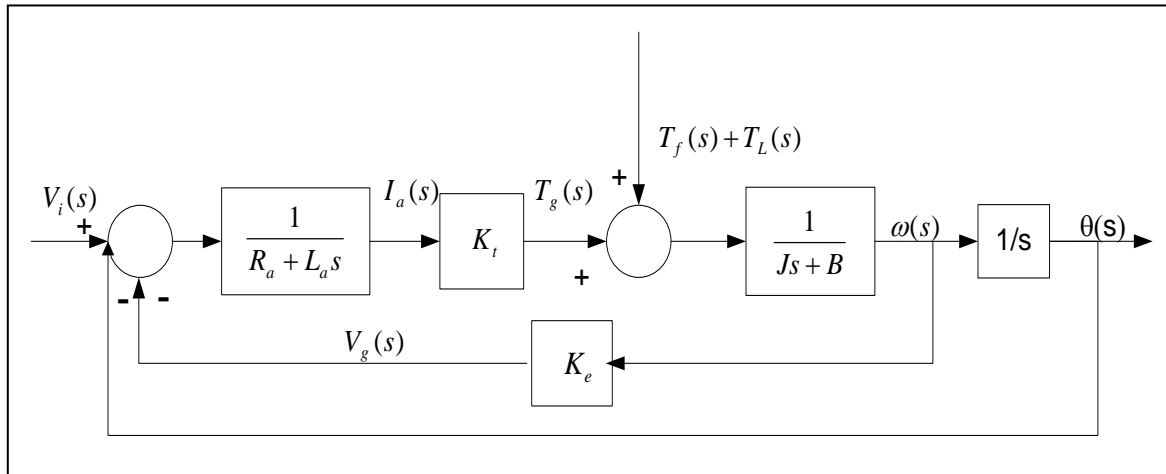 T_f(s)+T_L(s)
V_i(s)
+
1
R_a + L_a s
I_a(s)
K_t
T_g(s)
+
+
1
Js + B
ω(s)
1/s
θ(s)
- -
V_g(s)
K_e